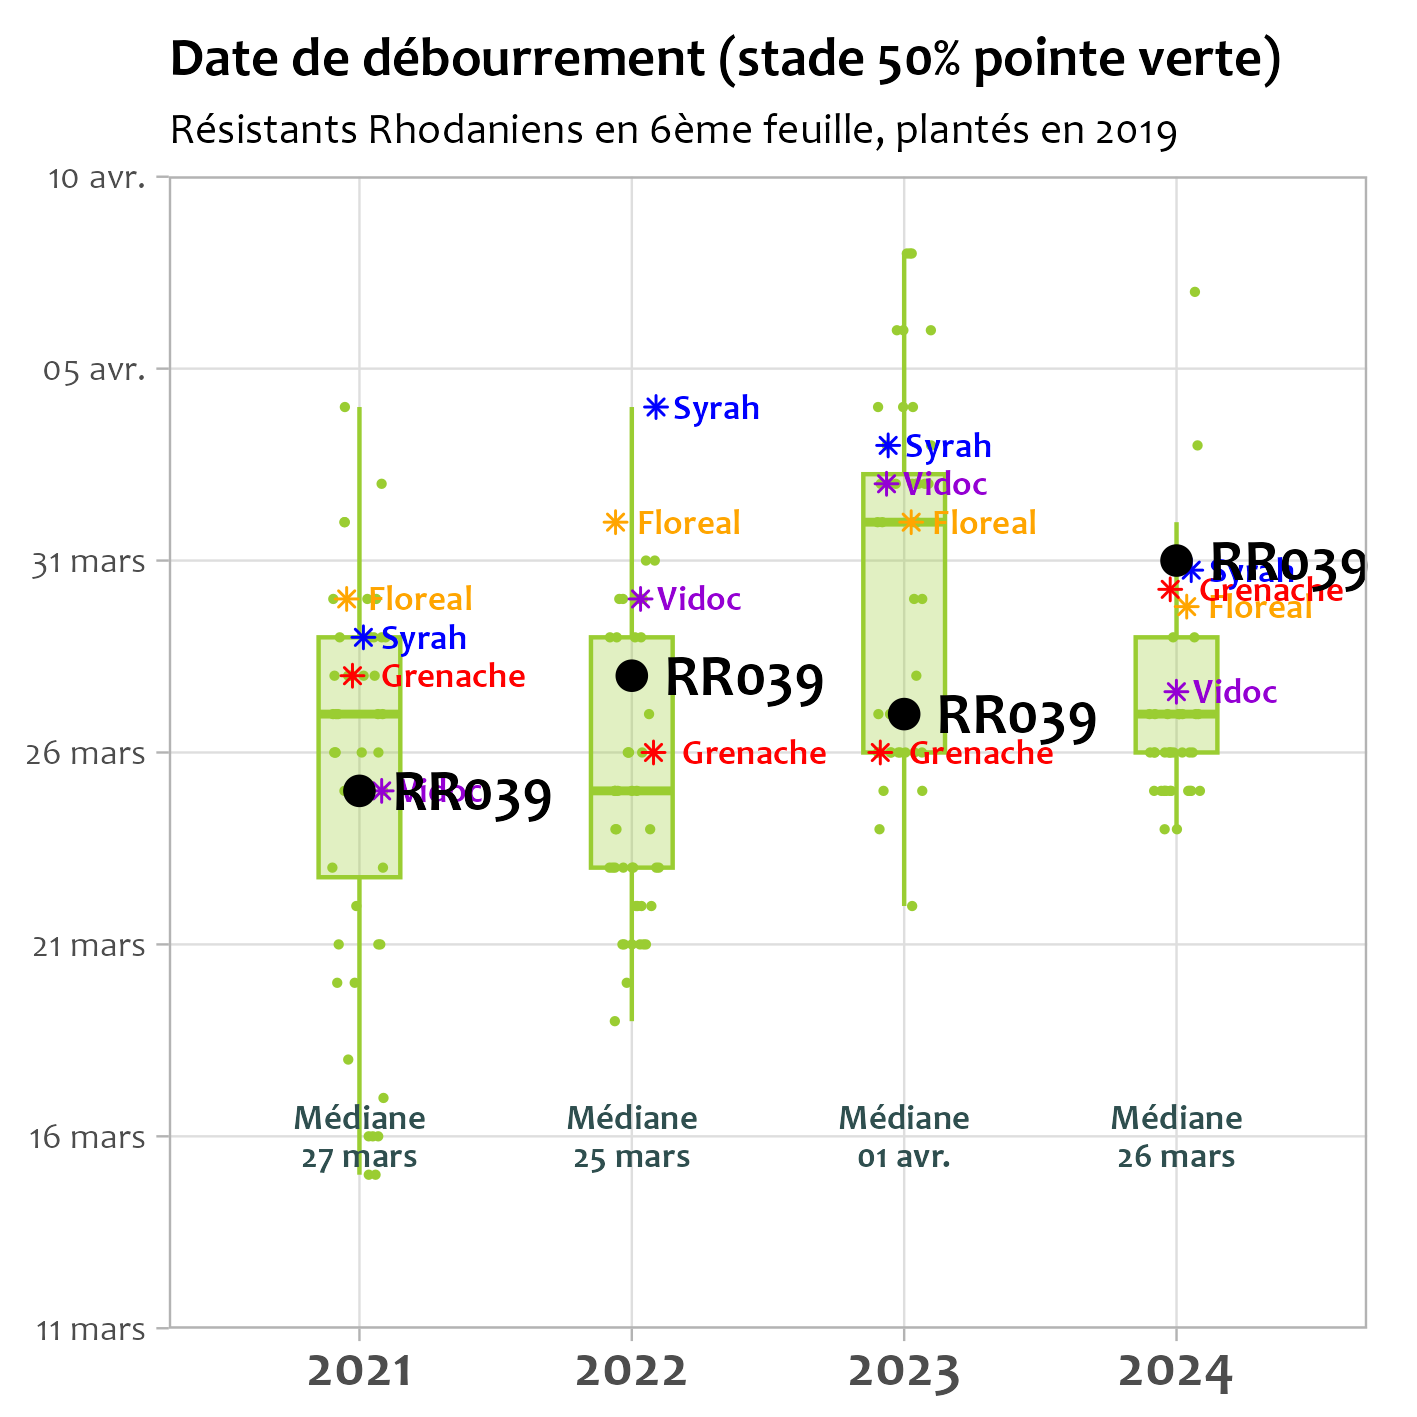 Date de débourrement (stade 50% pointe verte)
Résistants Rhodaniens en 6ème feuille, plantés en 2019
10 avr.
05 avr.
31 mars
26 mars
21 mars
16 mars
11 mars
Floreal
Syrah
Grenache
Vidoc
RR039
Médiane
27 mars
Syrah
Floreal
Vidoc
RR039
Grenache
Médiane
25 mars
Syrah
Vidoc
Floreal
RR039
Grenache
Médiane
01 avr.
RR039
Syrah
Grenache
Floreal
Vidoc
Médiane
26 mars
2021
2022
2023
2024